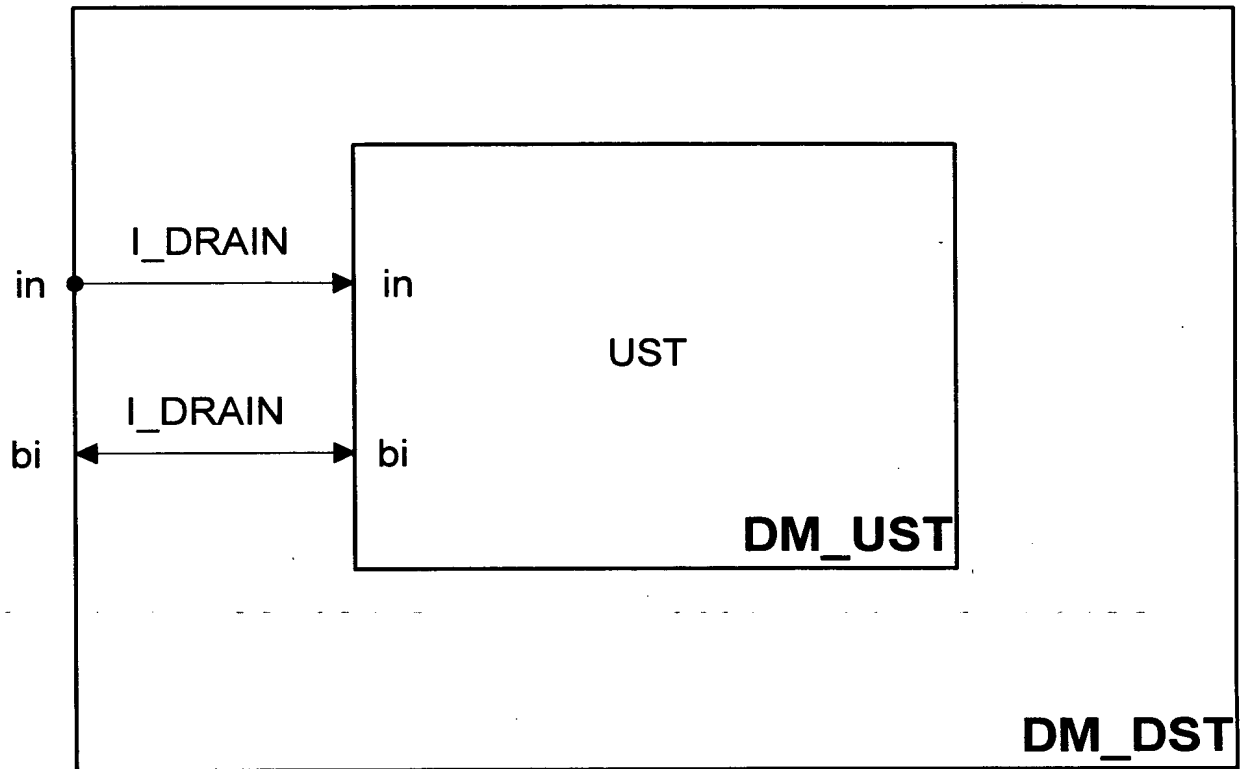 I_DRAIN
in in
UST
I_DRAIN
bi bi
DM_UST
DM_DST